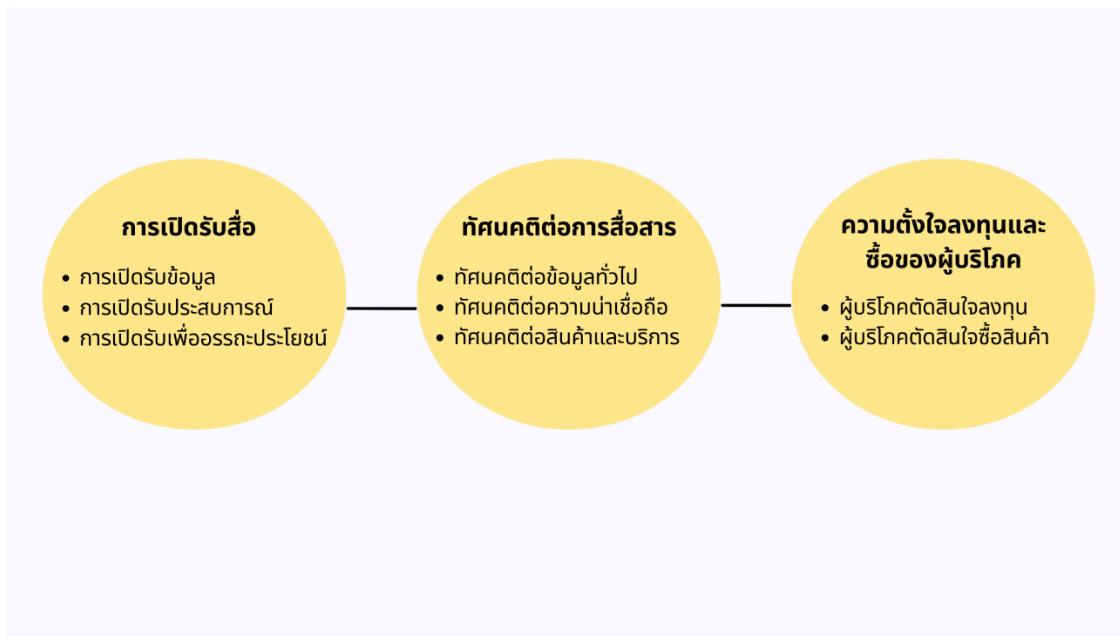 การเปิดรับสื่อ
• การเปิดรับข้อมูล
• การเปิดรับประสบการณ์
• การเปิดรับเพื่ออรรถะประโยชน์
ทัศนคติต่อการสื่อสาร
• ทัศนคติต่อข้อมูลทั่วไป
• ทัศนคติต่อความน่าเชื่อถือ
• ทัศนคติต่อสินค้าและบริการ
ความตั้งใจลงทุนและ
ซื้อของผู้บริโภค
• ผู้บริโภคตัดสินใจลงทุน
• ผู้บริโภคตัดสินใจซื้อสินค้า